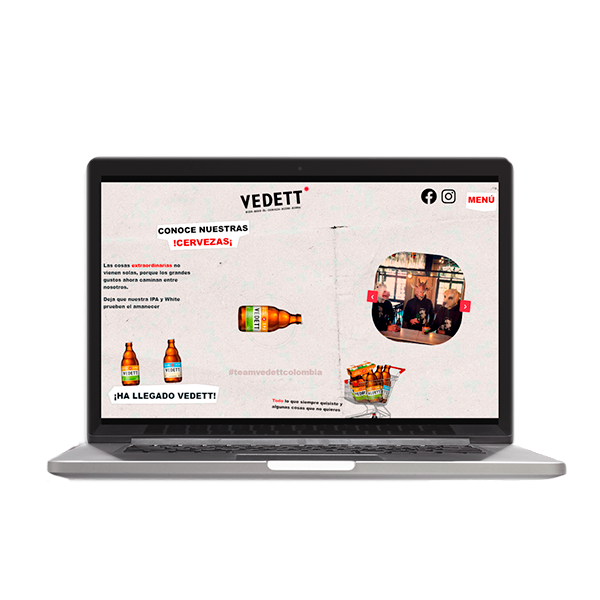 VEDETT
MENÚ
CONOCE NUESTRAS
!CERVEZAS¡
Las cosas extraordinarias no
vienen solas, porque los grandes
gustos ahora caminan entre
nosotros.
Deja que nuestra IPA y White
prueben el amanecer
VEDETT
#teamvedettcolombia
VEDETT
VEDETT
¡HA LLEGADO VEDETT!
Todo lo que siempre quisiste y
algunas cosas que no quieres